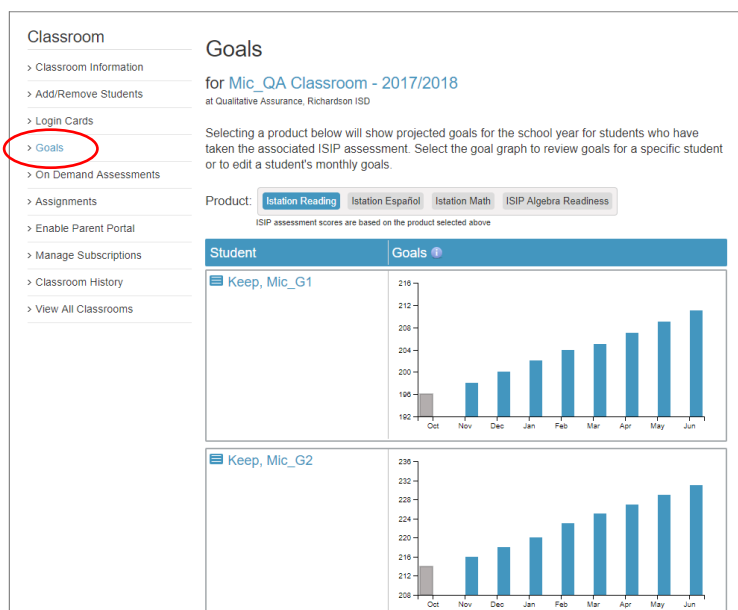 Classroom
> Classroom Information
> Add/Remove Students
> Login Cards
> Goals
> On Demand Assessments
> Assignments
> Enable Parent Portal
> Manage Subscriptions
> Classroom History
> View All Classrooms
Goals
for Mic_QA Classroom - 2017/2018
at Qualitative Assurance, Richardson ISD
Selecting a product below will show projected goals for the school year for students who have
taken the associated ISIP assessment. Select the goal graph to review goals for a specific student
or to edit a student's monthly goals.
Product: Istation Reading Istation Español Istation Math ISIP Algebra Readiness
ISIP assessment scores are based on the product selected above
Student Goals i
Keep, Mic_G1
216
212
208
204
200
196
192
Oct Nov Dec Jan Feb Mar Apr May Jun
Keep, Mic_G2
236
232
228
224
220
216
212
208
Oct Nov Dec Jan Feb Mar Apr May Jun